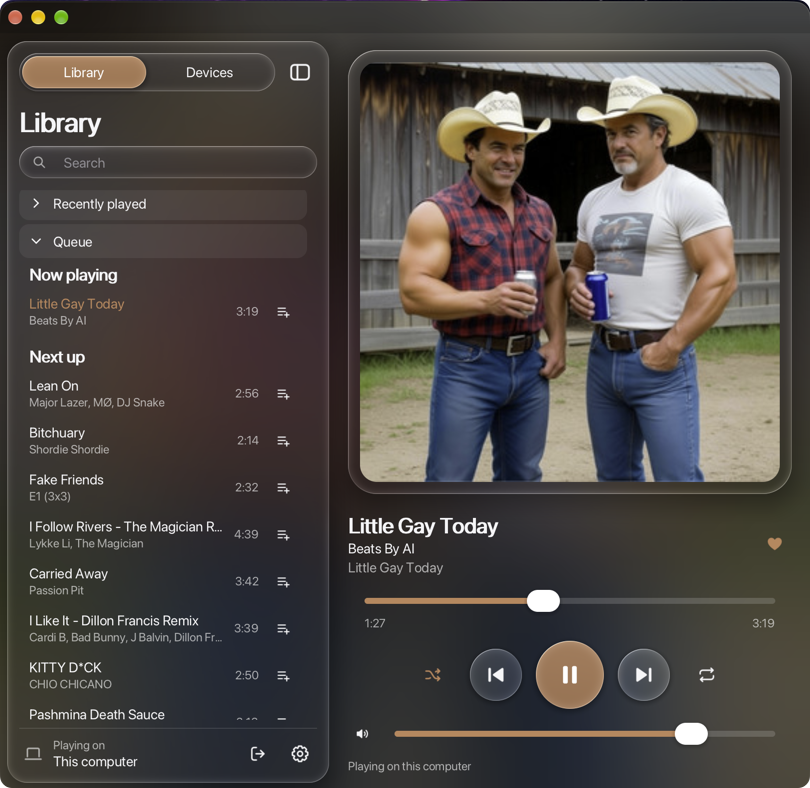 Library
Devices
Library
Search
Recently played
Queue
Now playing
Little Gay Today
3:19
Beats By AI
Next up
Lean On
2:56
Major Lazer, MØ, DJ Snake
Bitchuary
2:14
Shordie Shordie
Fake Friends
2:32
E1 (3x3)
I Follow Rivers - The Magician R...
4:39
Lykke Li, The Magician
Carried Away
3:42
Passion Pit
I Like It - Dillon Francis Remix
3:39
Cardi B, Bad Bunny, J Balvin, Dillon Fr...
KITTY D*CK
2:50
CHIO CHICANO
Pashmina Death Sauce
Playing on
This computer
Little Gay Today
Beats By AI
Little Gay Today
1:27
3:19
Playing on this computer